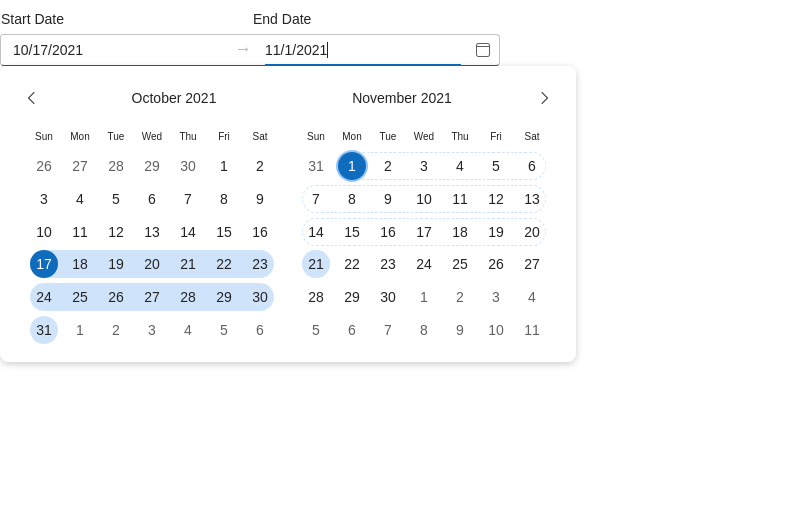 Start Date End Date
10/17/2021 → 11/1/2021
October 2021 November 2021
Sun Mon Tue Wed Thu Fri Sat Sun Mon Tue Wed Thu Fri Sat
26 27 28 29 30 1 2 31 1 2 3 4 5 6
3 4 5 6 7 8 9 7 8 9 10 11 12 13
10 11 12 13 14 15 16 14 15 16 17 18 19 20
17 18 19 20 21 22 23 21 22 23 24 25 26 27
24 25 26 27 28 29 30 28 29 30 1 2 3 4
31 1 2 3 4 5 6 5 6 7 8 9 10 11